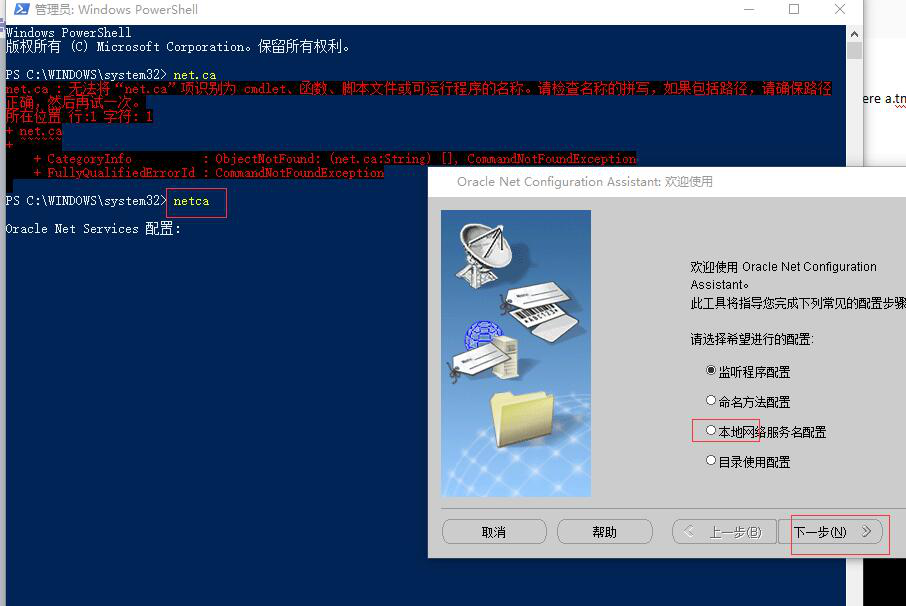 管理员: Windows PowerShell
Windows PowerShell
版权所有 (C) Microsoft Corporation。保留所有权利。
PS C:\WINDOWS\system32> net.ca
net.ca : 无法将“net.ca”项识别为 cmdlet、函数、脚本文件或可运行程序的名称。请检查名称的拼写，如果包括路径，请确保路径
正确，然后再试一次。
所在位置 行:1 字符: 1
+ net.ca
+ ~~~~~~
+ CategoryInfo : ObjectNotFound: (net.ca:String) [], CommandNotFoundException
+ FullyQualifiedErrorId : CommandNotFoundException
PS C:\WINDOWS\system32> netca
Oracle Net Services 配置:
ere a.tn
Oracle Net Configuration Assistant: 欢迎使用
欢迎使用 Oracle Net Configuration
Assistant。
此工具将指导您完成下列常见的配置步骤
请选择希望进行的配置:
监听程序配置
命名方法配置
本地网络服务名配置
目录使用配置
取消
帮助
上一步(B)
下一步(N)